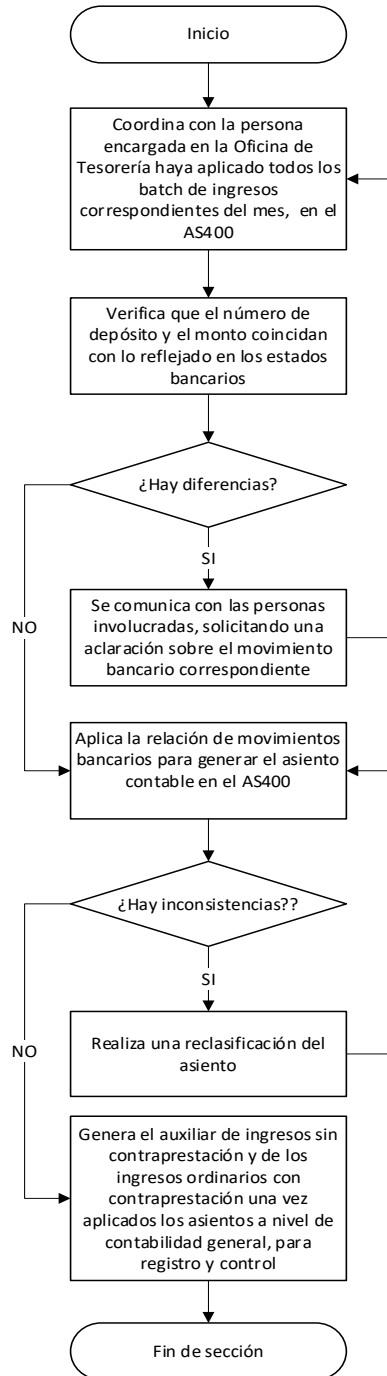 Inicio
Coordina con la persona
encargada en la Oficina de
Tesorería haya aplicado todos los
batch de ingresos
correspondientes del mes, en el
AS400
Verifica que el número de
depósito y el monto coincidan
con lo reflejado en los estados
bancarios
¿Hay diferencias?
SI
NO
Se comunica con las personas
involucradas, solicitando una
aclaración sobre el movimiento
bancario correspondiente
Aplica la relación de movimientos
bancarios para generar el asiento
contable en el AS400
¿Hay inconsistencias??
SI
NO
Realiza una reclasificación del
asiento
Genera el auxiliar de ingresos sin
contraprestación y de los
ingresos ordinarios con
contraprestación una vez
aplicados los asientos a nivel de
contabilidad general, para
registro y control
Fin de sección